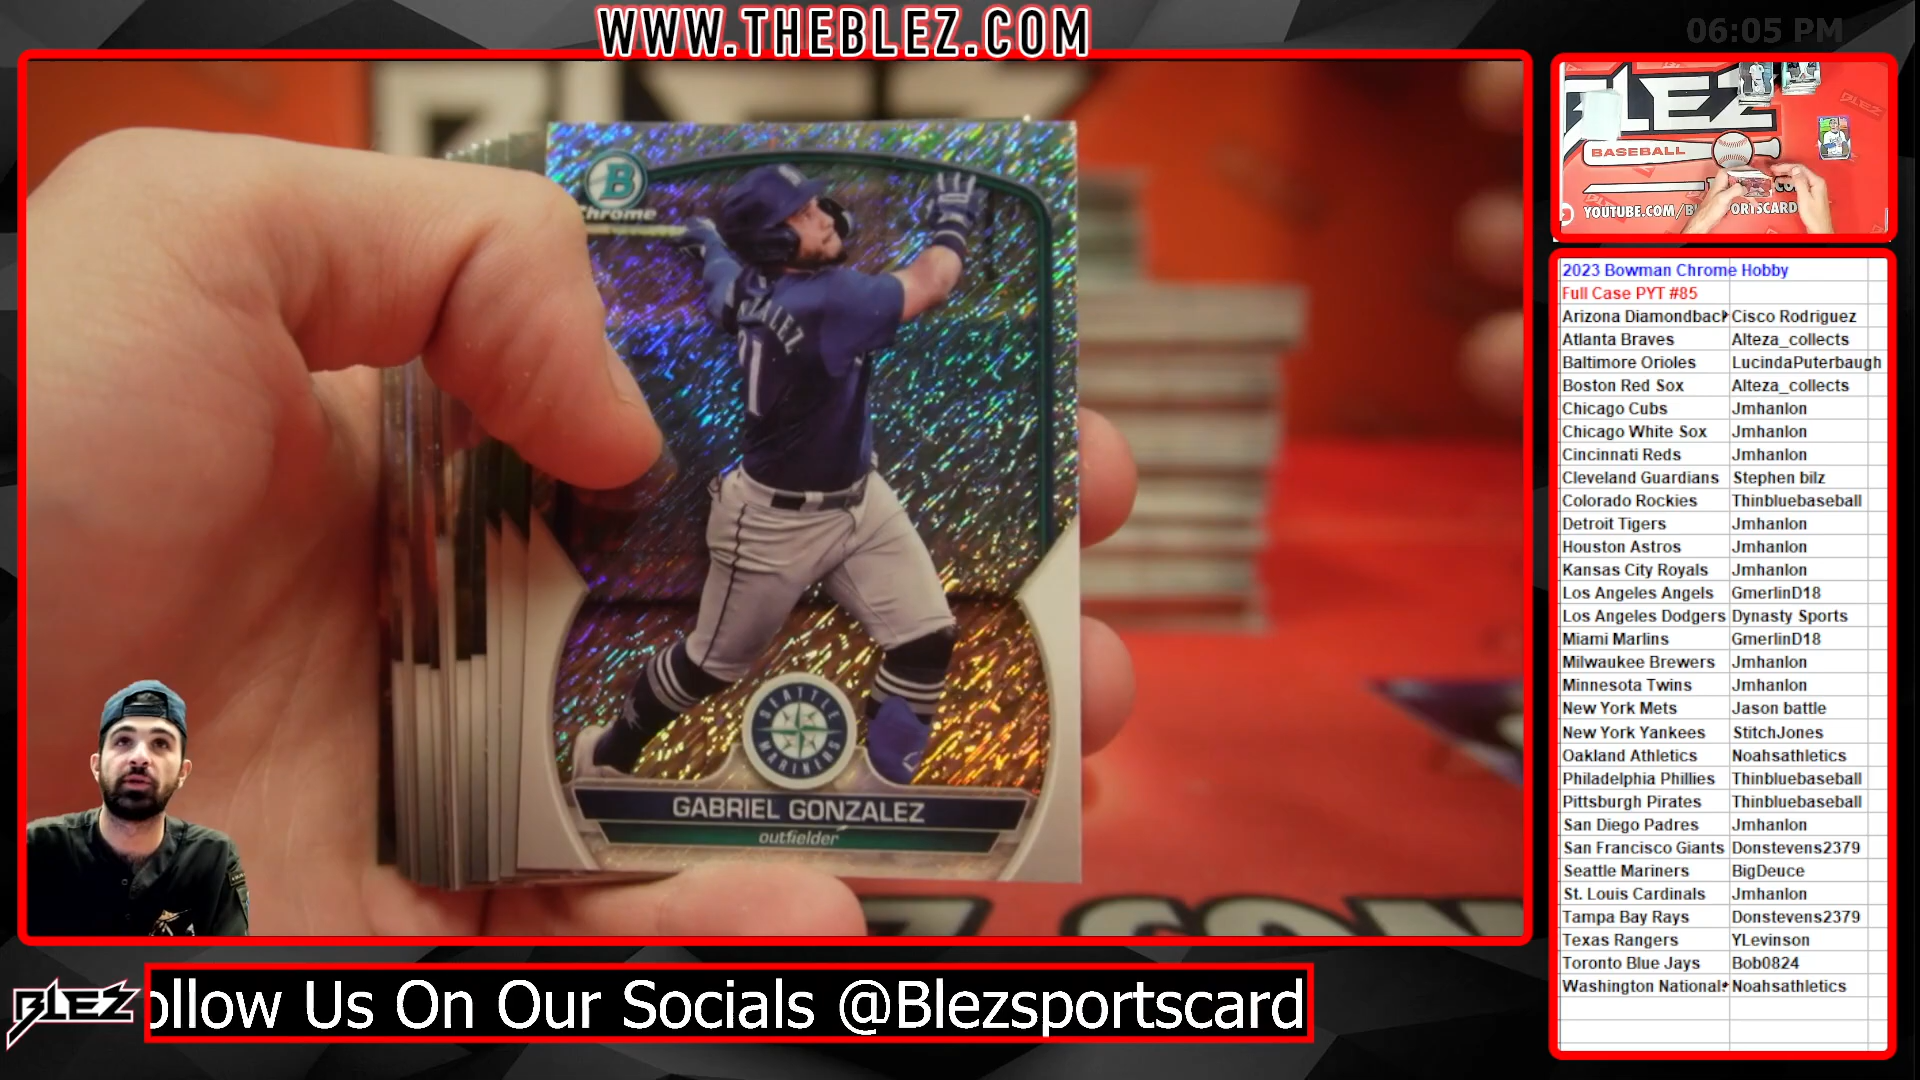 WWW.THEBLEZ.COM
06:05 PM
B
Chrome
SEATTLE
MARINERS
GABRIEL GONZALEZ
outfielder
BLEZ
BASEBALL
YOUTUBE.COM/
2023 Bowman Chrome Hobby
Full Case PYT #85
Arizona Diamondbac Cisco Rodriguez
Atlanta Braves Alteza_collects
Baltimore Orioles LucindaPuterbaugh
Boston Red Sox Alteza_collects
Chicago Cubs Jmhanlon
Chicago White Sox Jmhanlon
Cincinnati Reds Jmhanlon
Cleveland Guardians Stephen bilz
Colorado Rockies Thinbluebaseball
Detroit Tigers Jmhanlon
Houston Astros Jmhanlon
Kansas City Royals Jmhanlon
Los Angeles Angels GmerlinD18
Los Angeles Dodgers Dynasty Sports
Miami Marlins GmerlinD18
Milwaukee Brewers Jmhanlon
Minnesota Twins Jmhanlon
New York Mets Jason battle
New York Yankees StitchJones
Oakland Athletics Noahsathletics
Philadelphia Phillies Thinbluebaseball
Pittsburgh Pirates Thinbluebaseball
San Diego Padres Jmhanlon
San Francisco Giants Donstevens2379
Seattle Mariners BigDeuce
St. Louis Cardinals Jmhanlon
Tampa Bay Rays Donstevens2379
Texas Rangers YLevinson
Toronto Blue Jays Bob0824
Washington National Noahsathletics
BLEZ
ollow Us On Our Socials @Blezsportscard